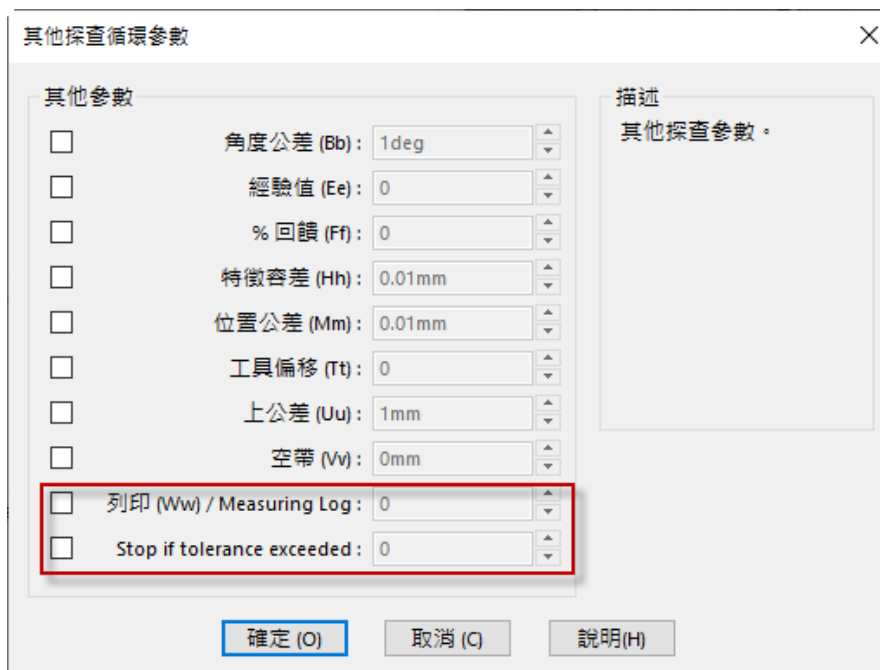 其他探查循環參數
其他參數
角度公差 (Bb) : 1deg
經驗值 (Ee) : 0
% 回饋 (Ff) : 0
特徵容差 (Hh) : 0.01mm
位置公差 (Mm) : 0.01mm
工具偏移 (Tt) : 0
上公差 (Uu) : 1mm
空帶 (Vv) : 0mm
列印 (Ww) / Measuring Log : 0
Stop if tolerance exceeded : 0
描述
其他探查參數。
確定 (O) 取消 (C) 說明(H)